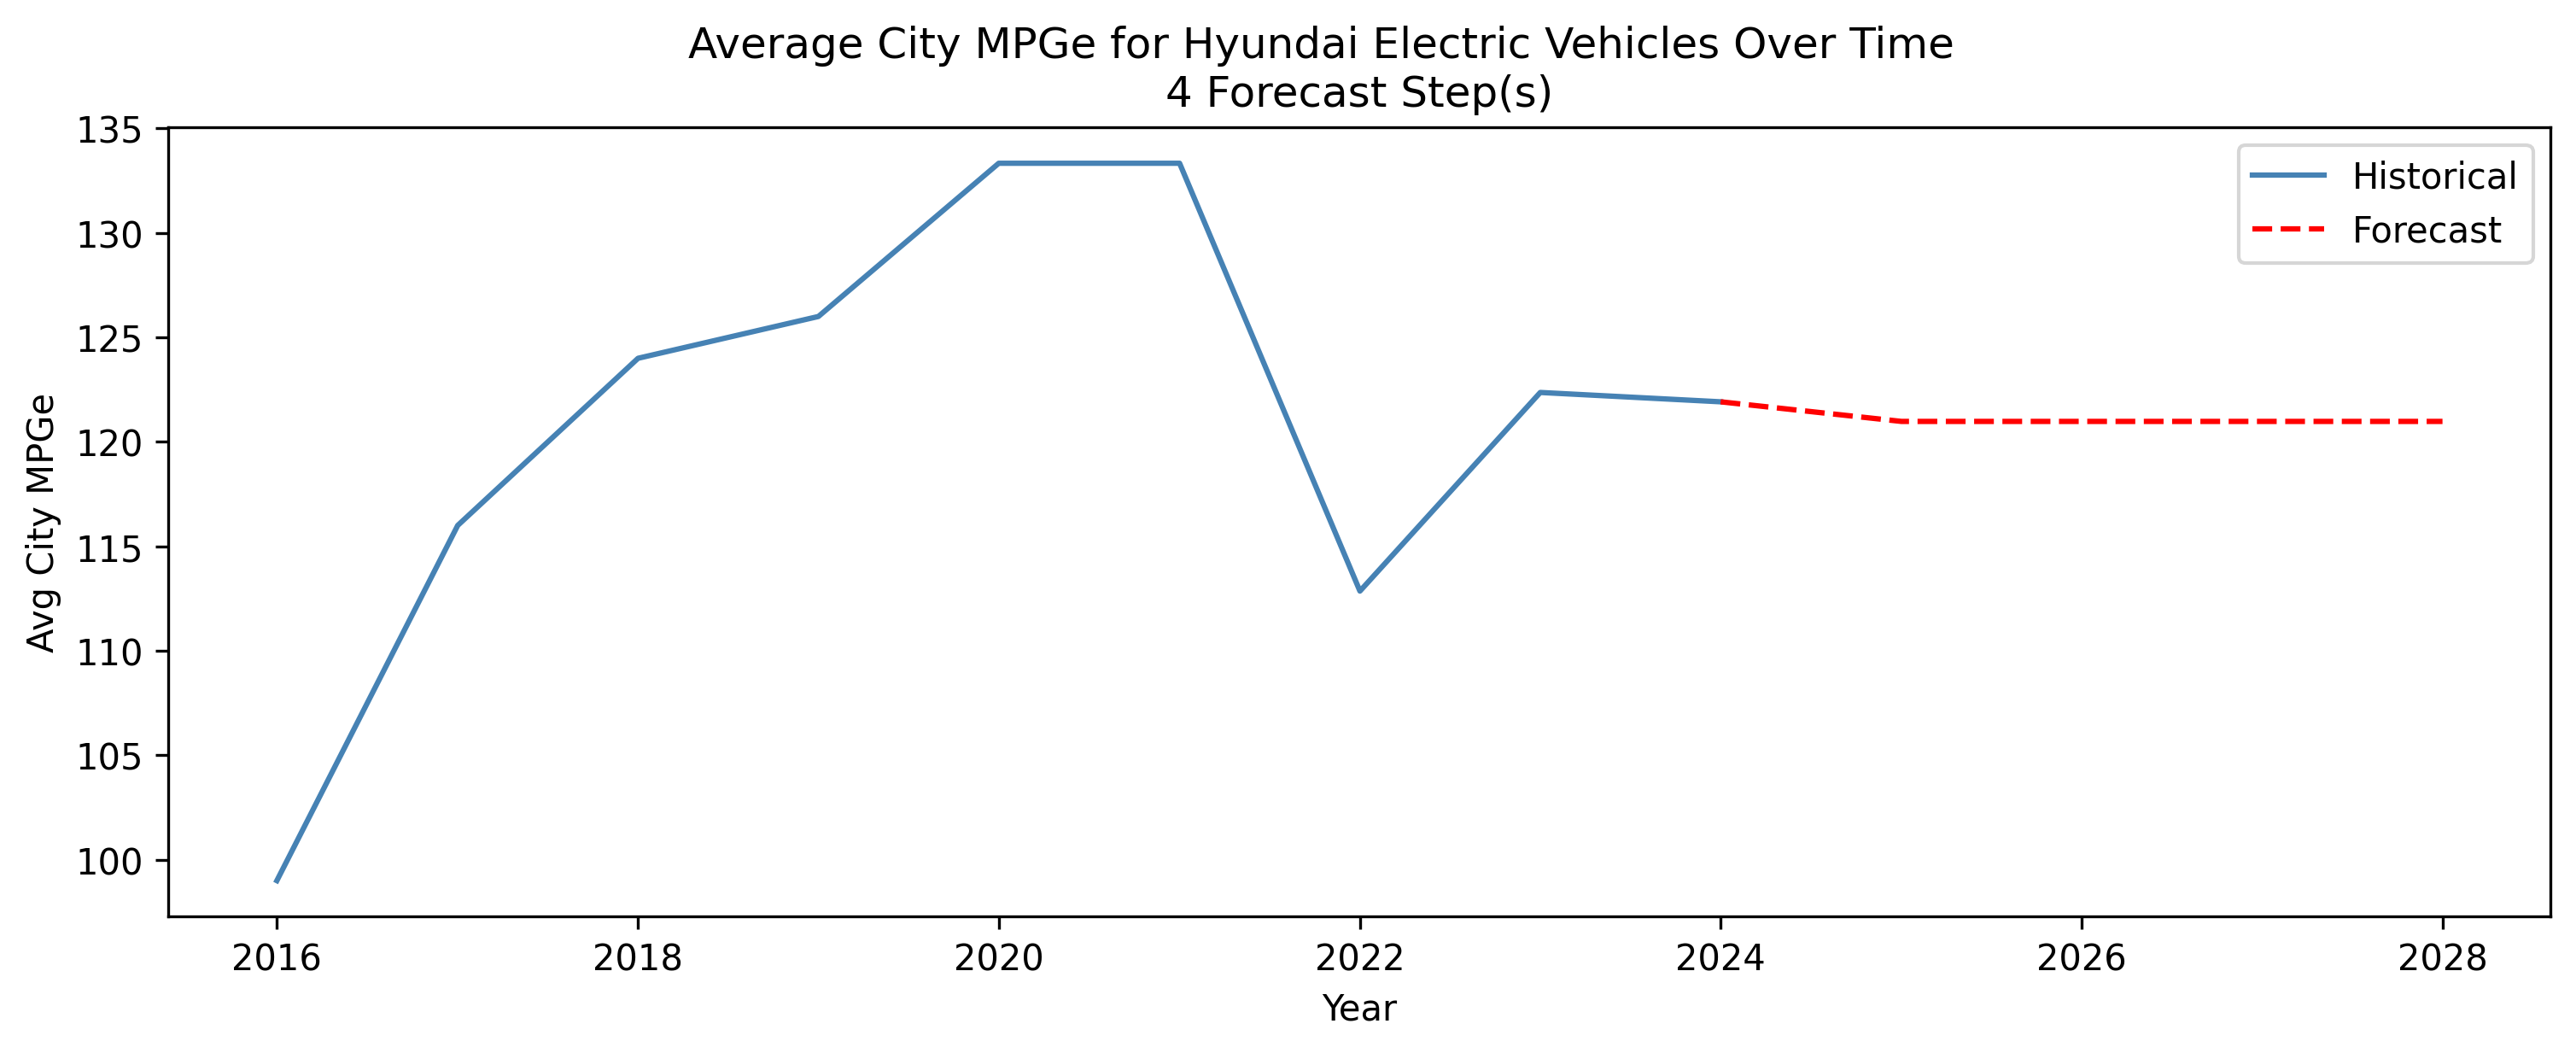 Average City MPGe for Hyundai Electric Vehicles Over Time
4 Forecast Step(s)
135
130
125
120
115
110
105
100
Avg City MPGe
Historical
Forecast
2016
2018
2020
2022
2024
2026
2028
Year